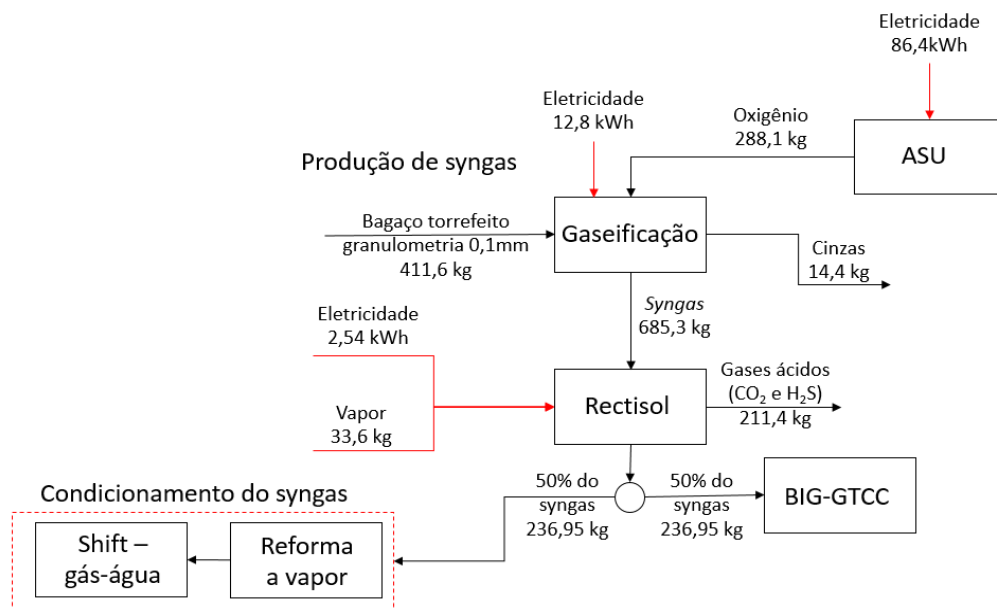 Eletricidade
86,4kWh
Eletricidade
12,8 kWh
Oxigênio
288,1 kg
ASU
Produção de syngas
Bagaço torrefeito
granulometria 0,1mm
411,6 kg
Gaseificação
Cinzas
14,4 kg
Syngas
685,3 kg
Eletricidade
2,54 kWh
Vapor
33,6 kg
Rectisol
Gases ácidos
(CO₂ e H₂S)
211,4 kg
50% do
syngas
236,95 kg
50% do
syngas
236,95 kg
BIG-GTCC
Condicionamento do syngas
Shift –
gás-água
Reforma
a vapor